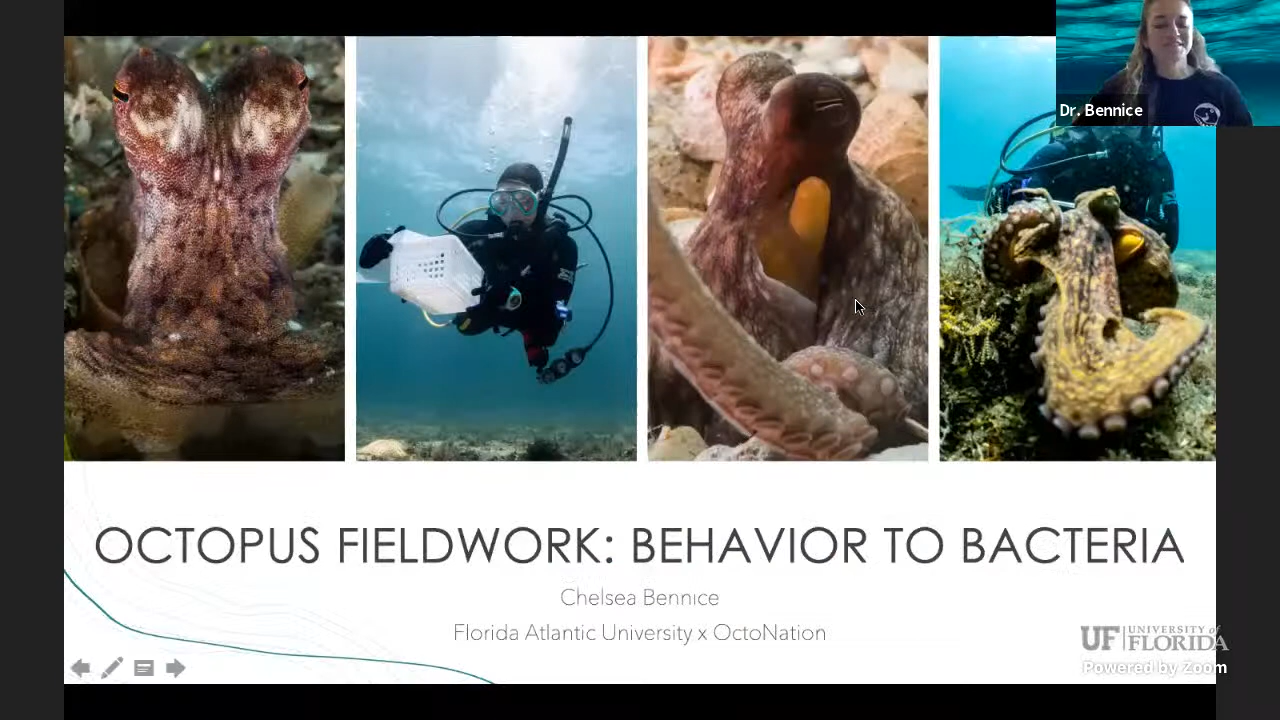 Dr. Bennice
OCTOPUS FIELDWORK: BEHAVIOR TO BACTERIA
Chelsea Bennice
Florida Atlantic University x OctoNation
UF UNIVERSITY of
FLORIDA
Powered by Zoom